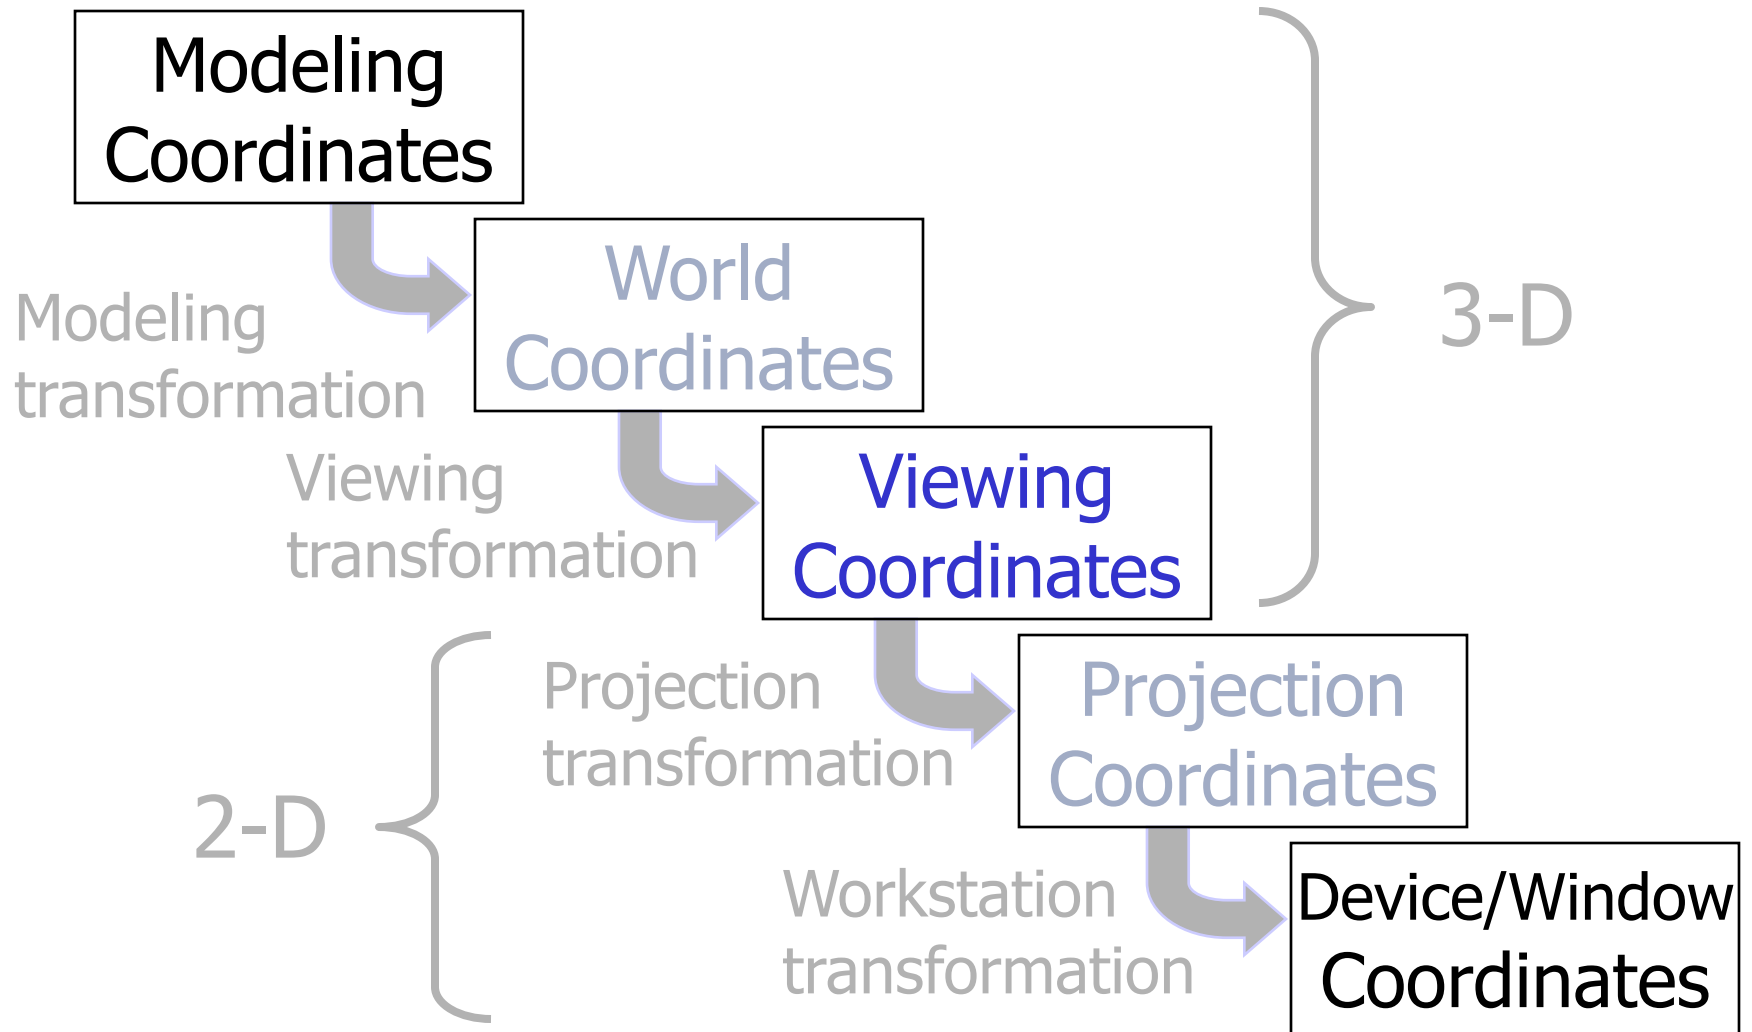 Modeling
Coordinates
World
Coordinates
3-D
Modeling
transformation
Viewing
transformation
Viewing
Coordinates
Projection
transformation
Projection
Coordinates
2-D
Workstation
transformation
Device/Window
Coordinates